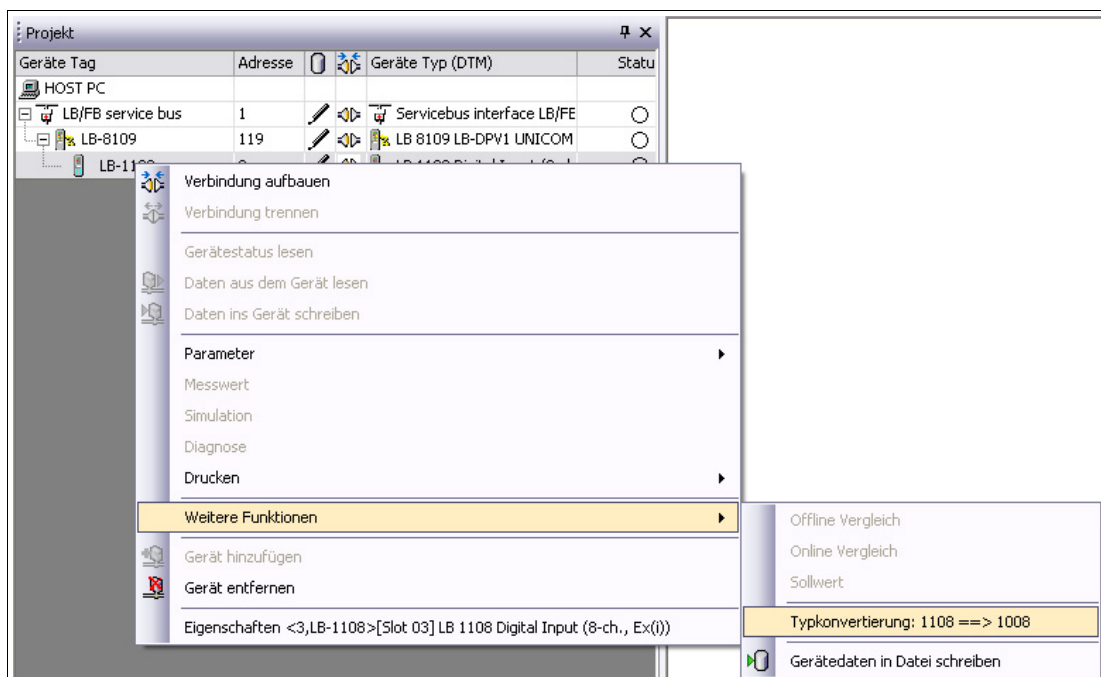 Projekt
Geräte Tag Adresse Geräte Typ (DTM) Statu
HOST PC
LB/FB service bus 1 Servicebus interface LB/FE
LB-8109 119 LB 8109 LB-DPV1 UNICOM
Verbindung aufbauen
Verbindung trennen
Gerätestatus lesen
Daten aus dem Gerät lesen
Daten ins Gerät schreiben
Parameter
Messwert
Simulation
Diagnose
Drucken
Weitere Funktionen
Gerät hinzufügen
Gerät entfernen
Eigenschaften <3,LB-1108>[Slot 03] LB 1108 Digital Input (8-ch., Ex(i))
Offline Vergleich
Online Vergleich
Sollwert
Typkonvertierung: 1108 ==> 1008
Gerätedaten in Datei schreiben